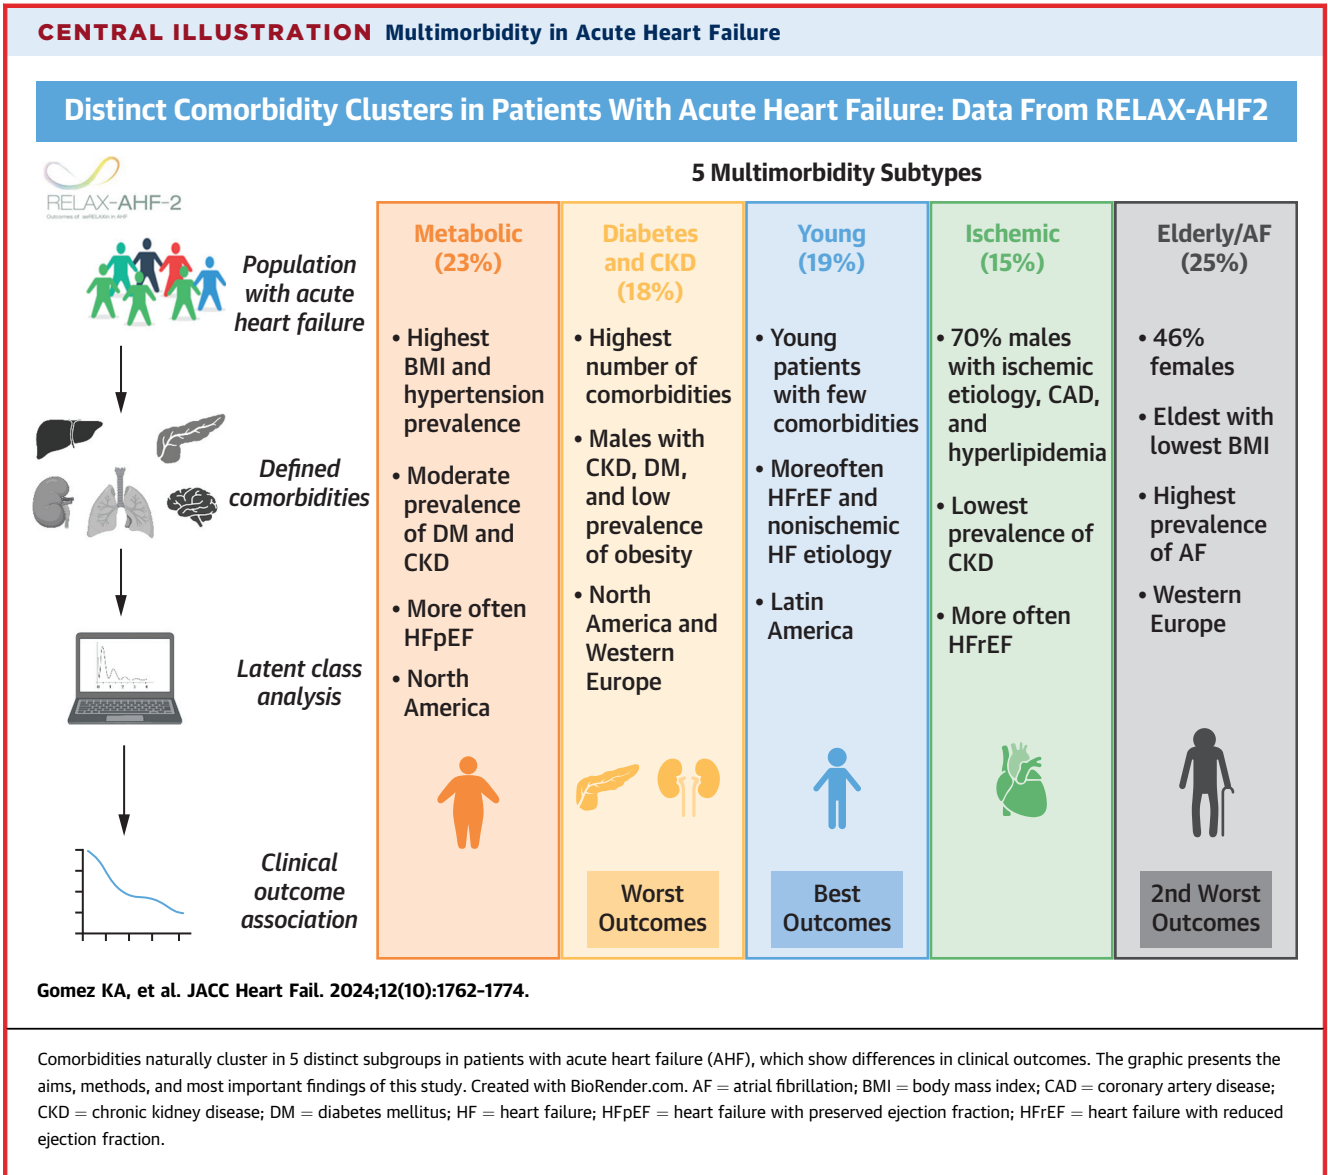 CENTRAL ILLUSTRATION Multimorbidity in Acute Heart Failure
Distinct Comorbidity Clusters in Patients With Acute Heart Failure: Data From RELAX-AHF2
RELAX-AHF-2
Outcomes of seRELAXin in AHF
Population
with acute
heart failure
Defined
comorbidities
Latent class
analysis
0 1 2 3 4
Clinical
outcome
association
5 Multimorbidity Subtypes
Metabolic
(23%)
• Highest
BMI and
hypertension
prevalence
• Moderate
prevalence
of DM and
CKD
• More often
HFpEF
• North
America
Diabetes
and CKD
(18%)
• Highest
number of
comorbidities
• Males with
CKD, DM,
and low
prevalence
of obesity
• North
America and
Western
Europe
Worst
Outcomes
Young
(19%)
• Young
patients
with few
comorbidities
• Moreoften
HFrEF and
nonischemic
HF etiology
• Latin
America
Best
Outcomes
Ischemic
(15%)
• 70% males
with ischemic
etiology, CAD,
and
hyperlipidemia
• Lowest
prevalence of
CKD
• More often
HFrEF
Elderly/AF
(25%)
• 46%
females
• Eldest with
lowest BMI
• Highest
prevalence
of AF
• Western
Europe
2nd Worst
Outcomes
Gomez KA, et al. JACC Heart Fail. 2024;12(10):1762-1774.
Comorbidities naturally cluster in 5 distinct subgroups in patients with acute heart failure (AHF), which show differences in clinical outcomes. The graphic presents the
aims, methods, and most important findings of this study. Created with BioRender.com. AF = atrial fibrillation; BMI = body mass index; CAD = coronary artery disease;
CKD = chronic kidney disease; DM = diabetes mellitus; HF = heart failure; HFpEF = heart failure with preserved ejection fraction; HFrEF = heart failure with reduced
ejection fraction.